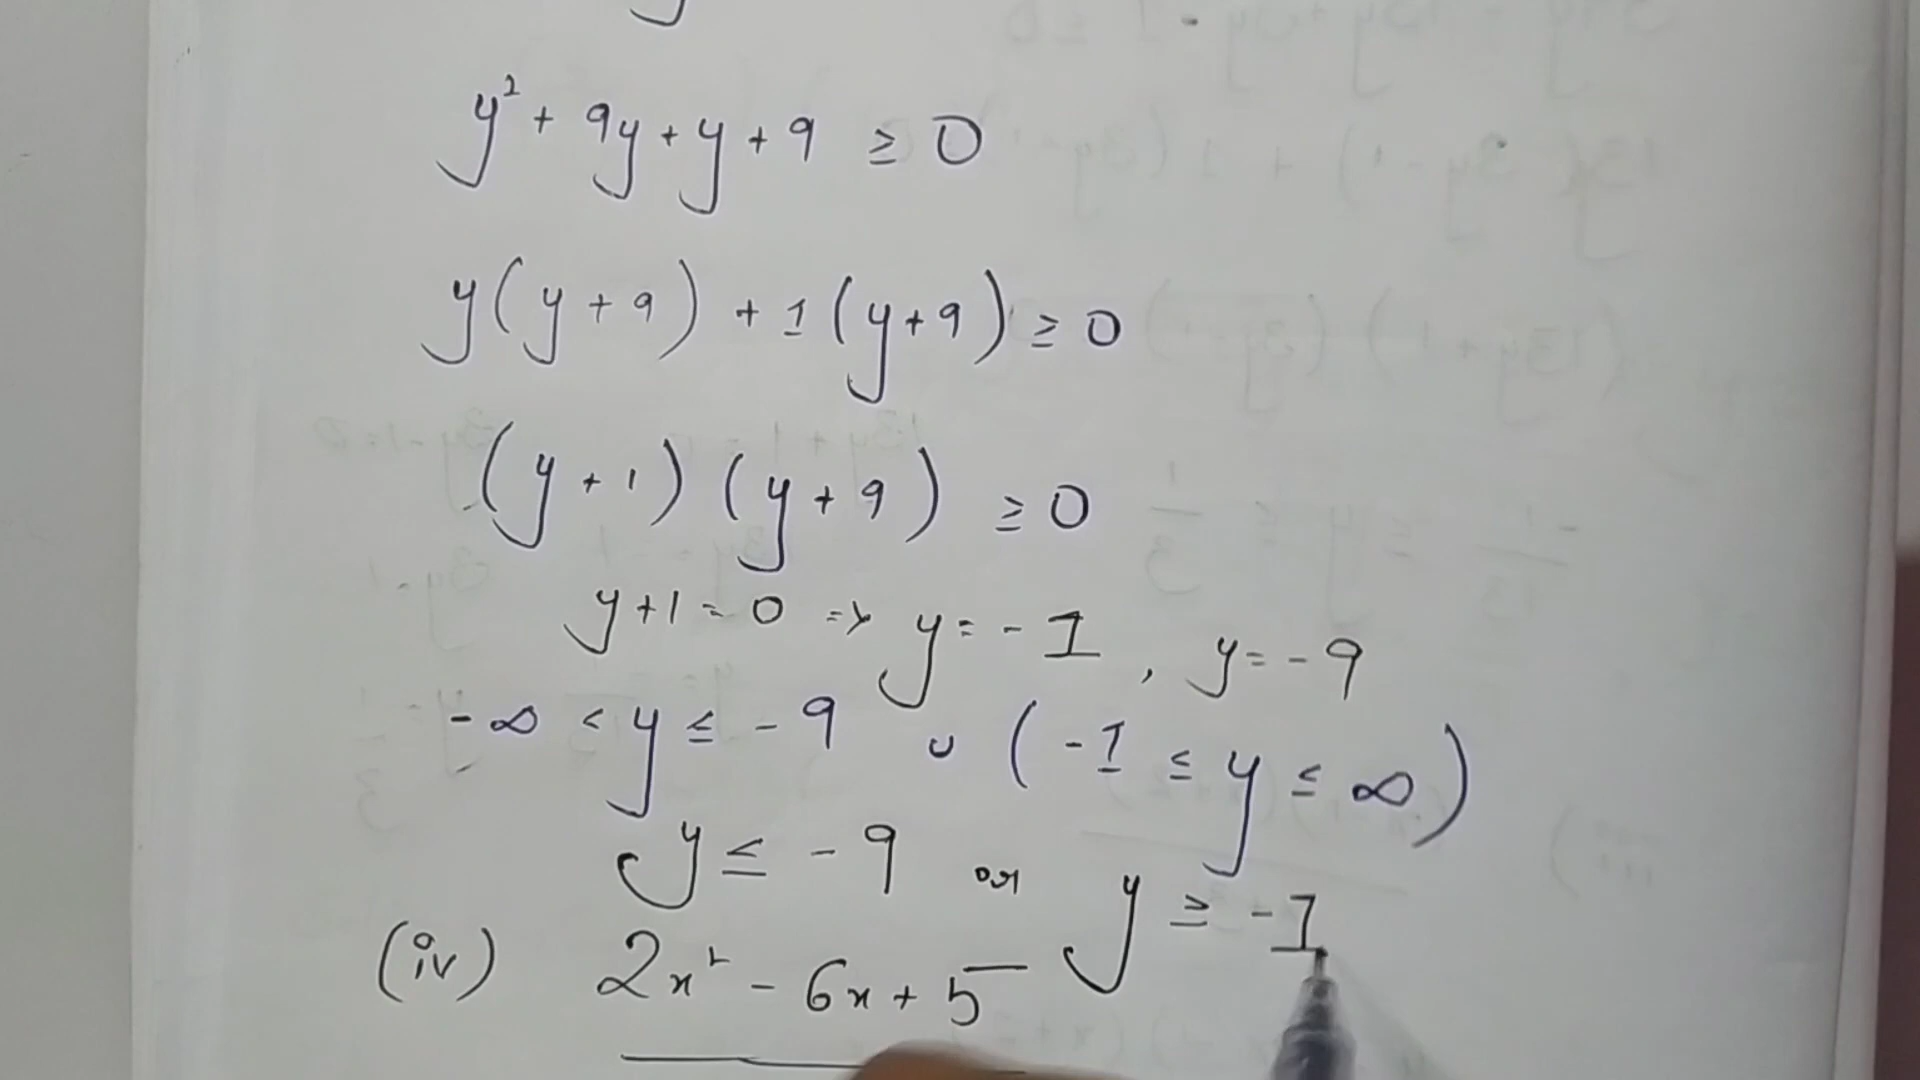 y² + 9y + y + 9 ≥ 0
y(y + 9) + 1(y + 9) ≥ 0
(y + 1)(y + 9) ≥ 0
y + 1 = 0 ⇒ y = -1, y = -9
-∞ < y ≤ -9 ∪ (-1 ≤ y ≤ ∞)
y ≤ -9 or y ≥ -1
(iv) 2x² - 6x + 5